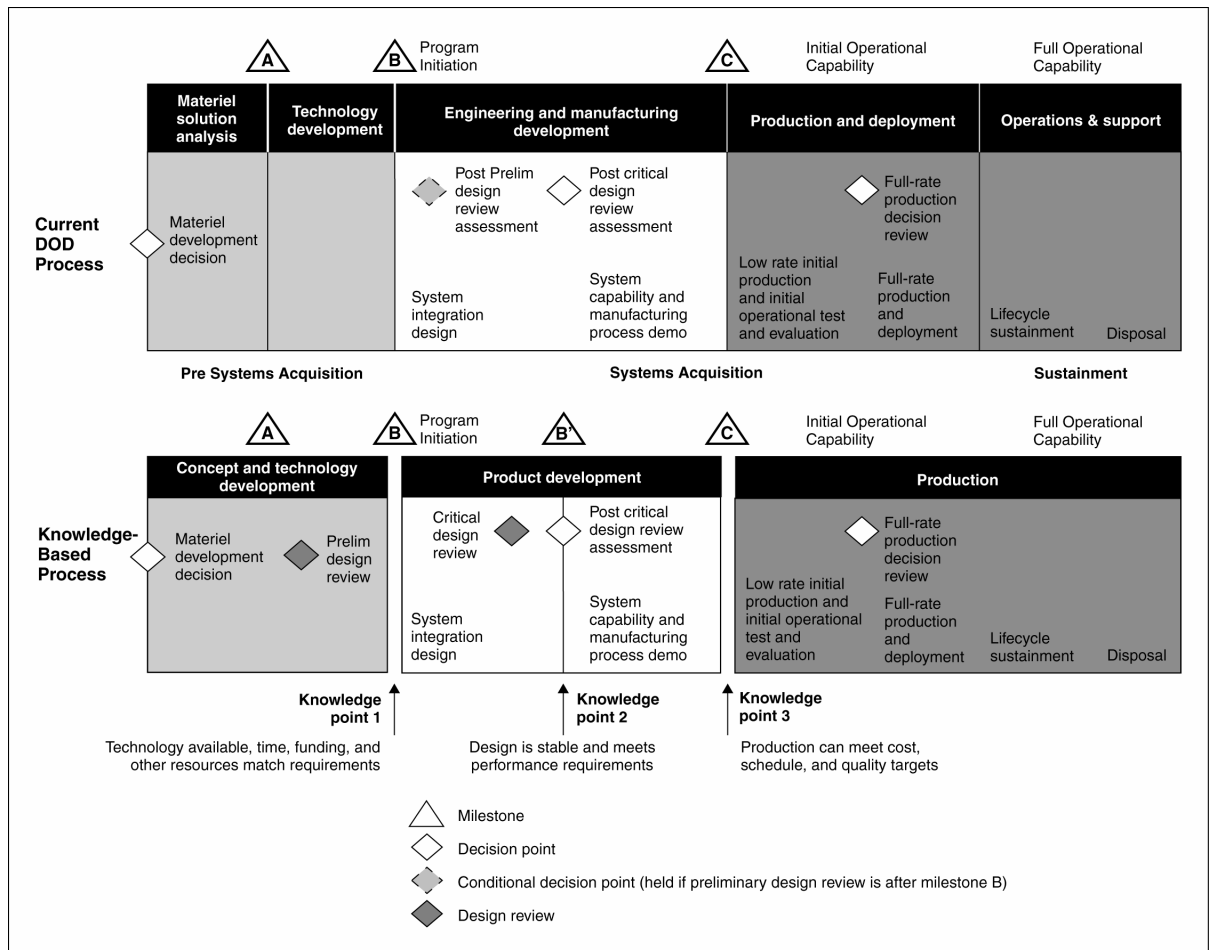 A
B
Program
Initiation
C
Initial Operational
Capability
Full Operational
Capability
Materiel
solution
analysis
Technology
development
Engineering and manufacturing
development
Production and deployment
Operations & support
Current
DOD
Process
Materiel
development
decision
Post Prelim
design
review
assessment
Post critical
design
review
assessment
System
integration
design
System
capability and
manufacturing
process demo
Full-rate
production
decision
review
Low rate initial
production
and initial
operational test
and evaluation
Full-rate
production
and
deployment
Lifecycle
sustainment
Disposal
Pre Systems Acquisition
Systems Acquisition
Sustainment
A
B
Program
Initiation
B’
C
Initial Operational
Capability
Full Operational
Capability
Concept and technology
development
Product development
Production
Knowledge-
Based
Process
Materiel
development
decision
Prelim
design
review
Critical
design
review
Post critical
design review
assessment
System
integration
design
System
capability and
manufacturing
process demo
Full-rate
production
decision
review
Low rate initial
production and
initial operational
test and
evaluation
Full-rate
production
and
deployment
Lifecycle
sustainment
Disposal
Knowledge
point 1
Technology available, time, funding, and
other resources match requirements
Knowledge
point 2
Design is stable and meets
performance requirements
Knowledge
point 3
Production can meet cost,
schedule, and quality targets
Milestone
Decision point
Conditional decision point (held if preliminary design review is after milestone B)
Design review